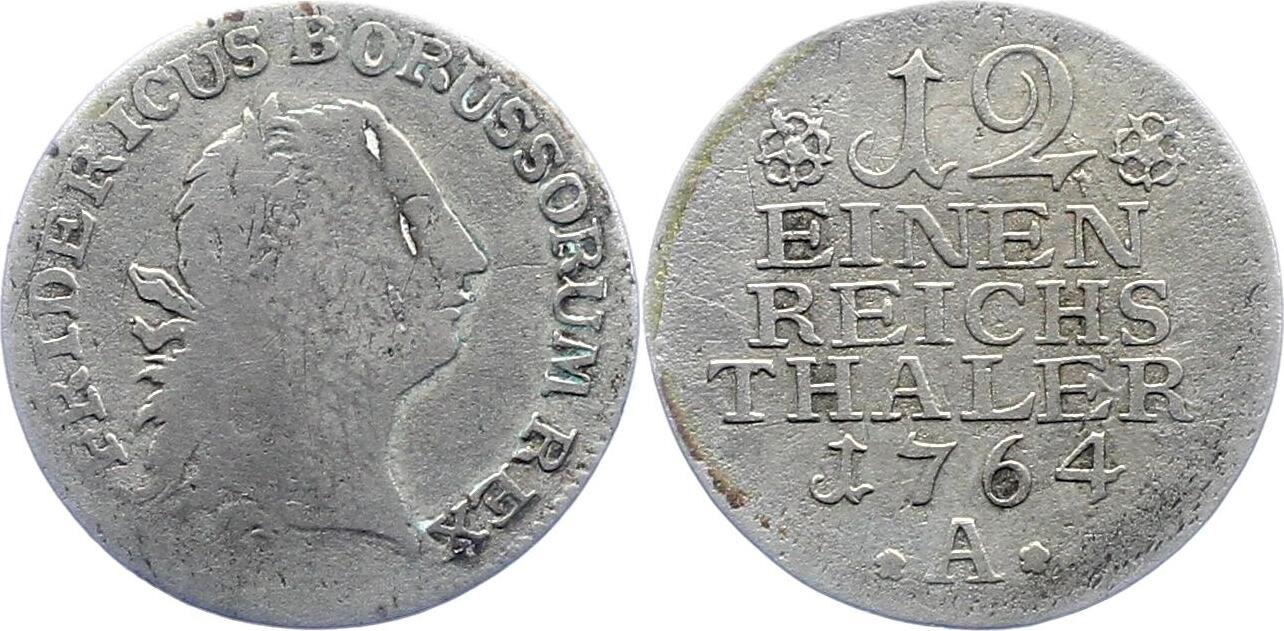 FRIDERICUS BORUSSORUM REX
12
EINEN
REICHS
THALER
1764
· A ·